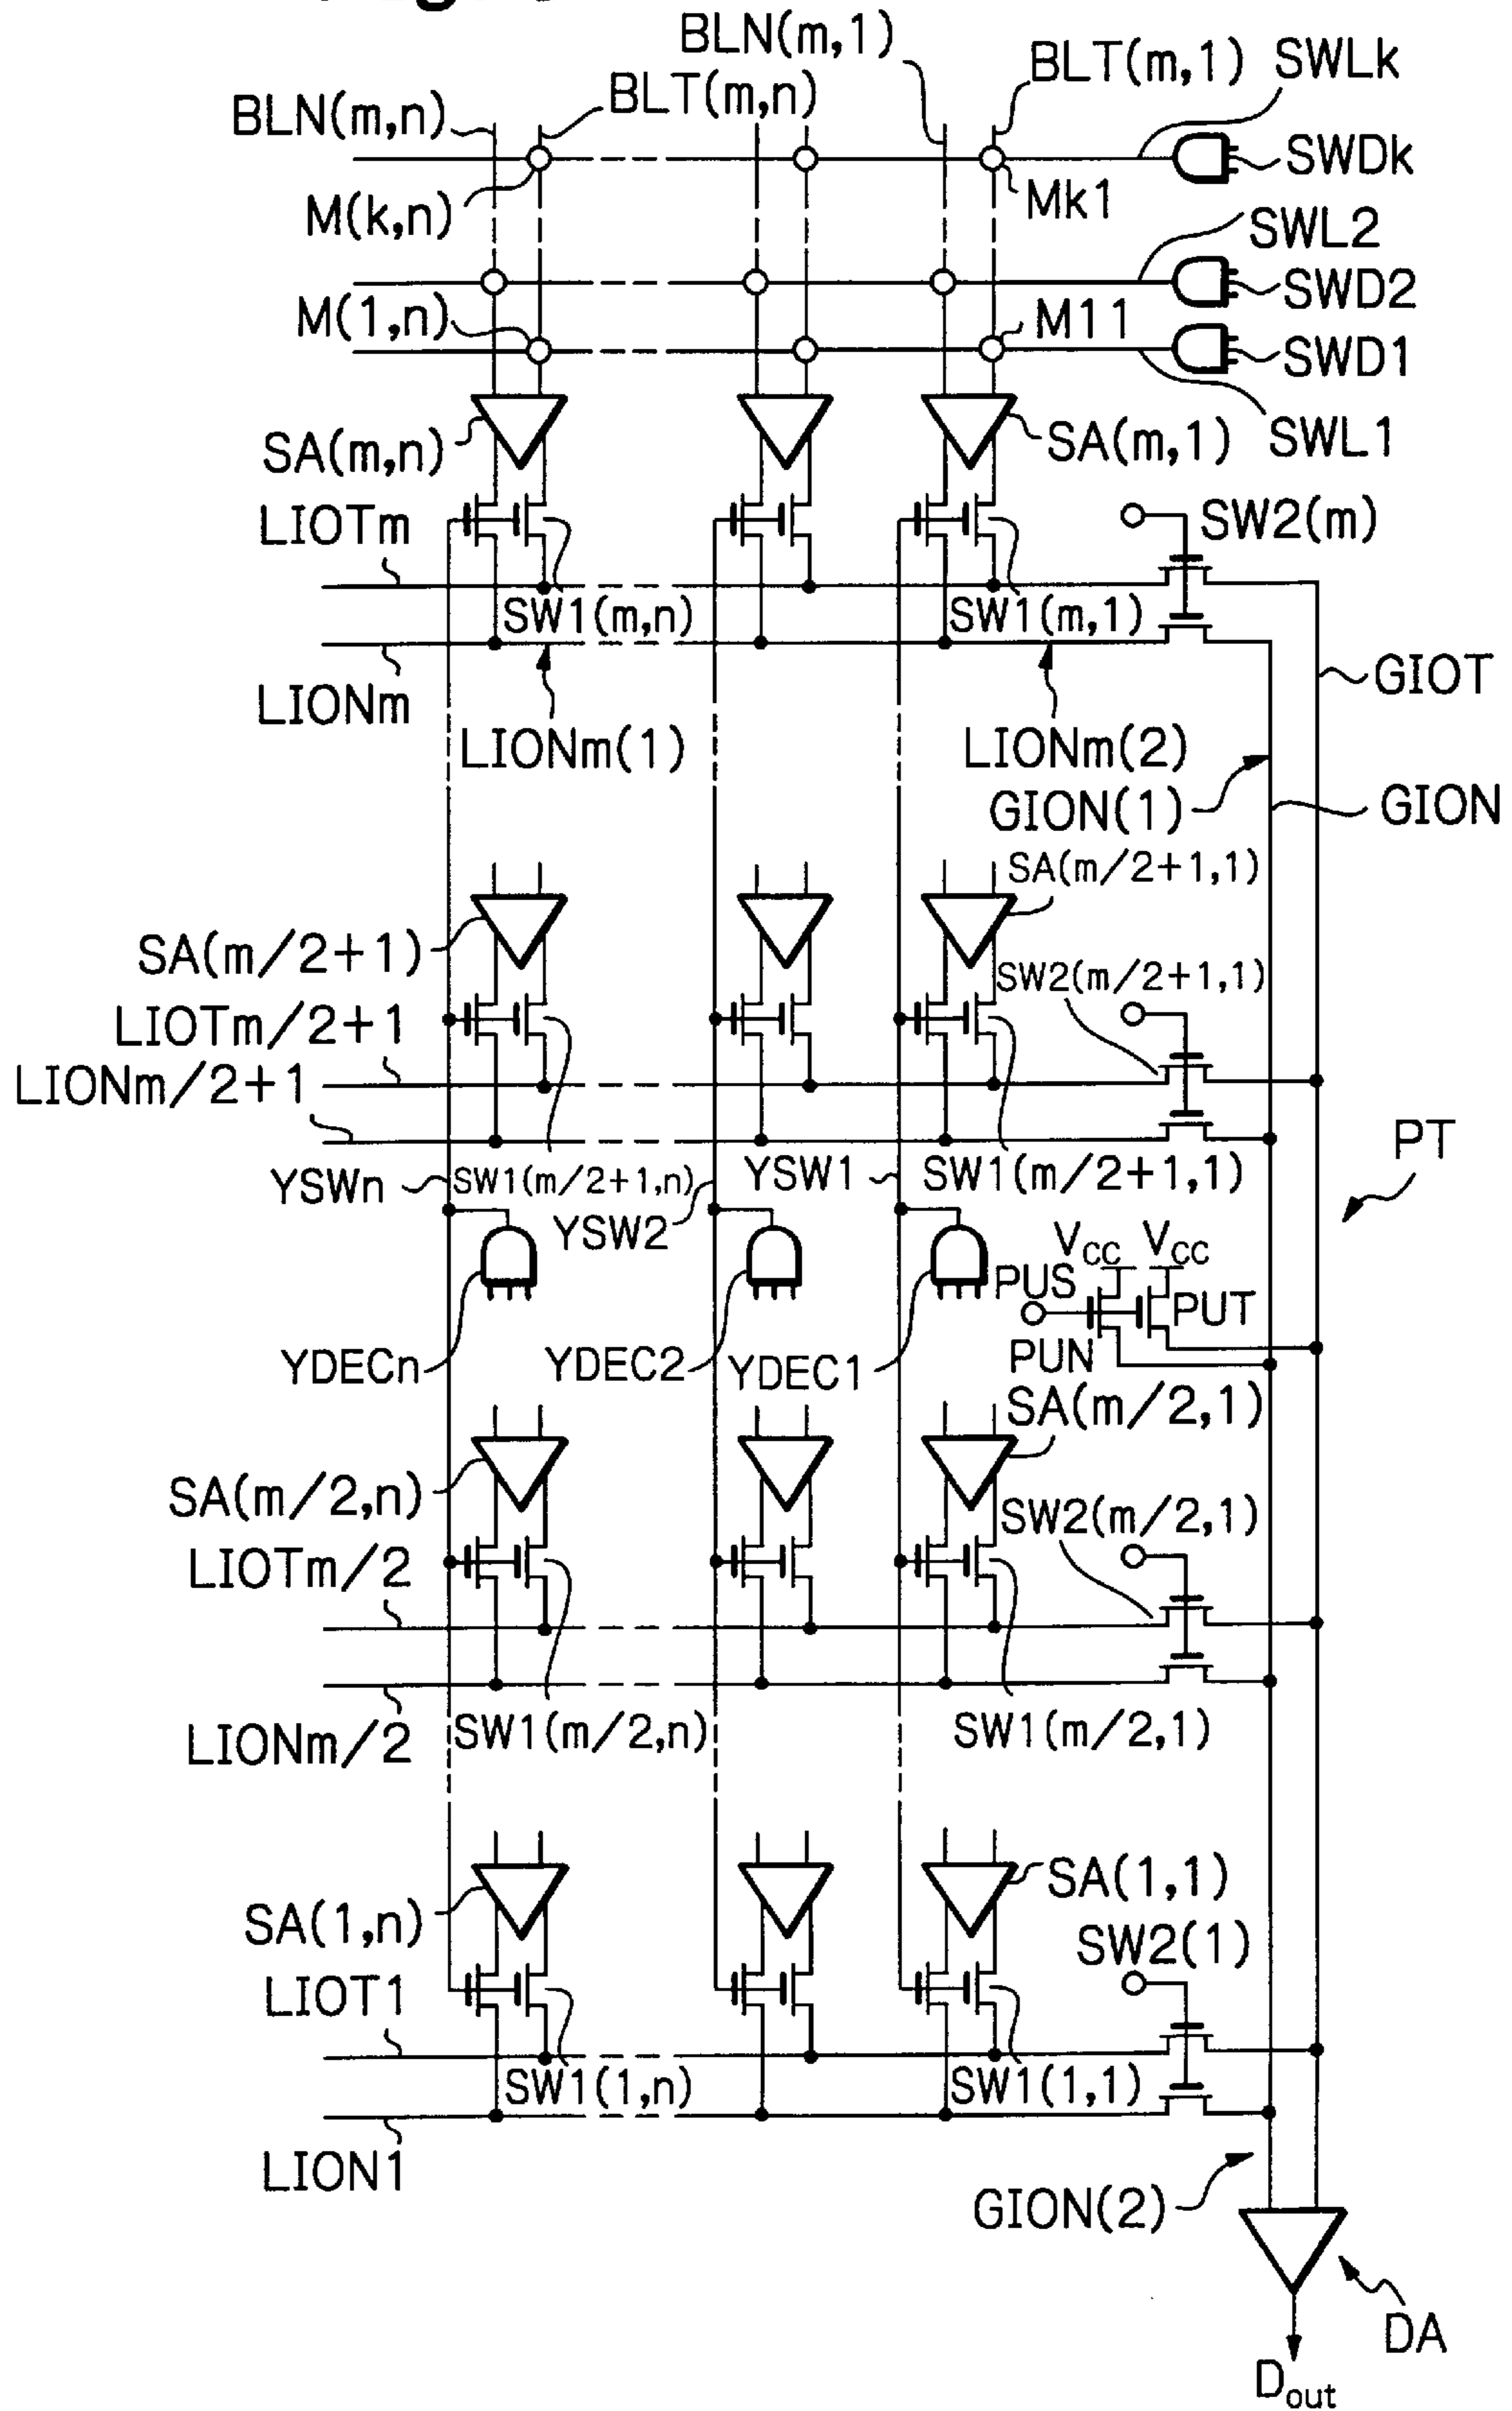 BLN(m,1)
BLT(m,1) SWLk
BLT(m,n)
BLN(m,n)
SWDk
M(k,n)
Mk1
SWL2
SWD2
M(1,n)
M11
SWD1
SA(m,n)
SA(m,1)
SWL1
LIOTm
SW2(m)
SW1(m,n)
SW1(m,1)
LIONm
GIOT
LIONm(1)
LIONm(2)
GION(1)
GION
SA(m/2+1,1)
SA(m/2+1)
SW2(m/2+1,1)
LIOTm/2+1
LIONm/2+1
PT
YSWn
SW1(m/2+1,n)
YSW1
SW1(m/2+1,1)
YSW2
VCC VCC
PUS
PUT
PUN
YDECn
YDEC2
YDEC1
SA(m/2,1)
SA(m/2,n)
SW2(m/2,1)
LIOTm/2
LIONm/2
SW1(m/2,n)
SW1(m/2,1)
SA(1,1)
SA(1,n)
SW2(1)
LIOT1
SW1(1,n)
SW1(1,1)
LION1
GION(2)
DA
Dout